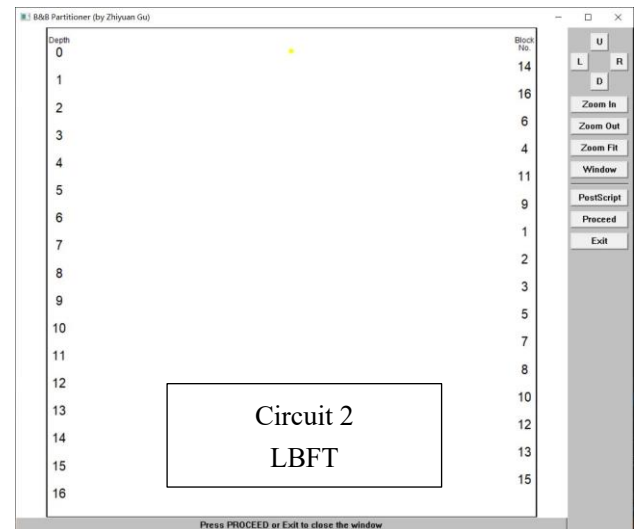 B&B Partitioner (by Zhiyuan Gu)
Depth
0
1
2
3
4
5
6
7
8
9
10
11
12
13
14
15
16
Block
No.
14
16
6
4
11
9
1
2
3
5
7
8
10
12
13
15
Circuit 2
LBFT
U
L R
D
Zoom In
Zoom Out
Zoom Fit
Window
PostScript
Proceed
Exit
Press PROCEED or Exit to close the window